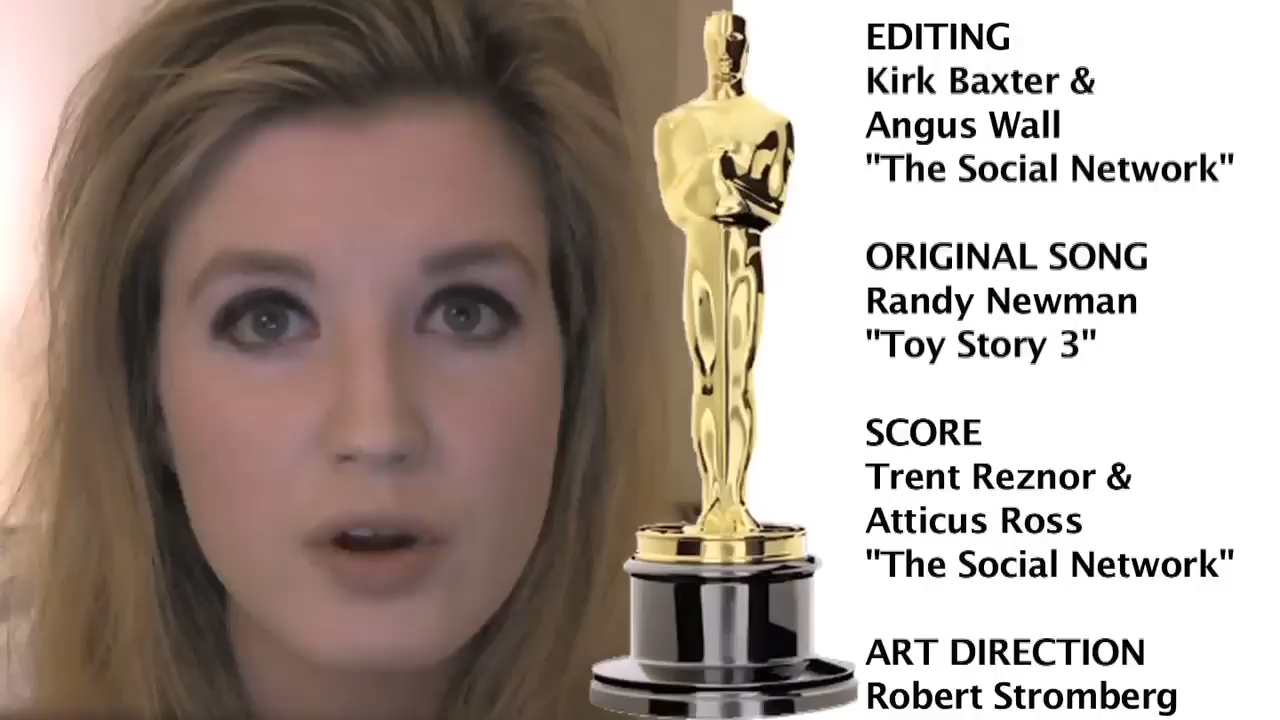 EDITING
Kirk Baxter &
Angus Wall
"The Social Network"
ORIGINAL SONG
Randy Newman
"Toy Story 3"
SCORE
Trent Reznor &
Atticus Ross
"The Social Network"
ART DIRECTION
Robert Stromberg